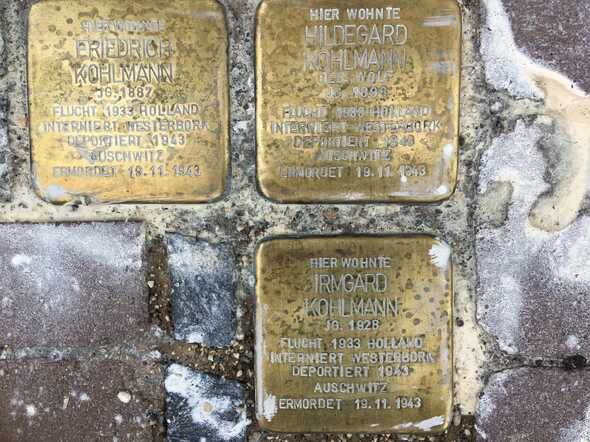 HIER WOHNTE
FRIEDRICH
KOHLMANN
JG. 1887
FLUCHT 1933 HOLLAND
INTERNIERT WESTERBORK
DEPORTIERT 1943
AUSCHWITZ
ERMORDET 19.11.1943
HIER WOHNTE
HILDEGARD
KOHLMANN
GEB. WOLF
JG.
FLUCHT 1933 HOLLAND
INTERNIERT WESTERBORK
DEPORTIERT 1943
AUSCHWITZ
ERMORDET 19.11.1943
HIER WOHNTE
IRMGARD
KOHLMANN
JG. 1928
FLUCHT 1933 HOLLAND
INTERNIERT WESTERBORK
DEPORTIERT 1943
AUSCHWITZ
ERMORDET 19.11.1943